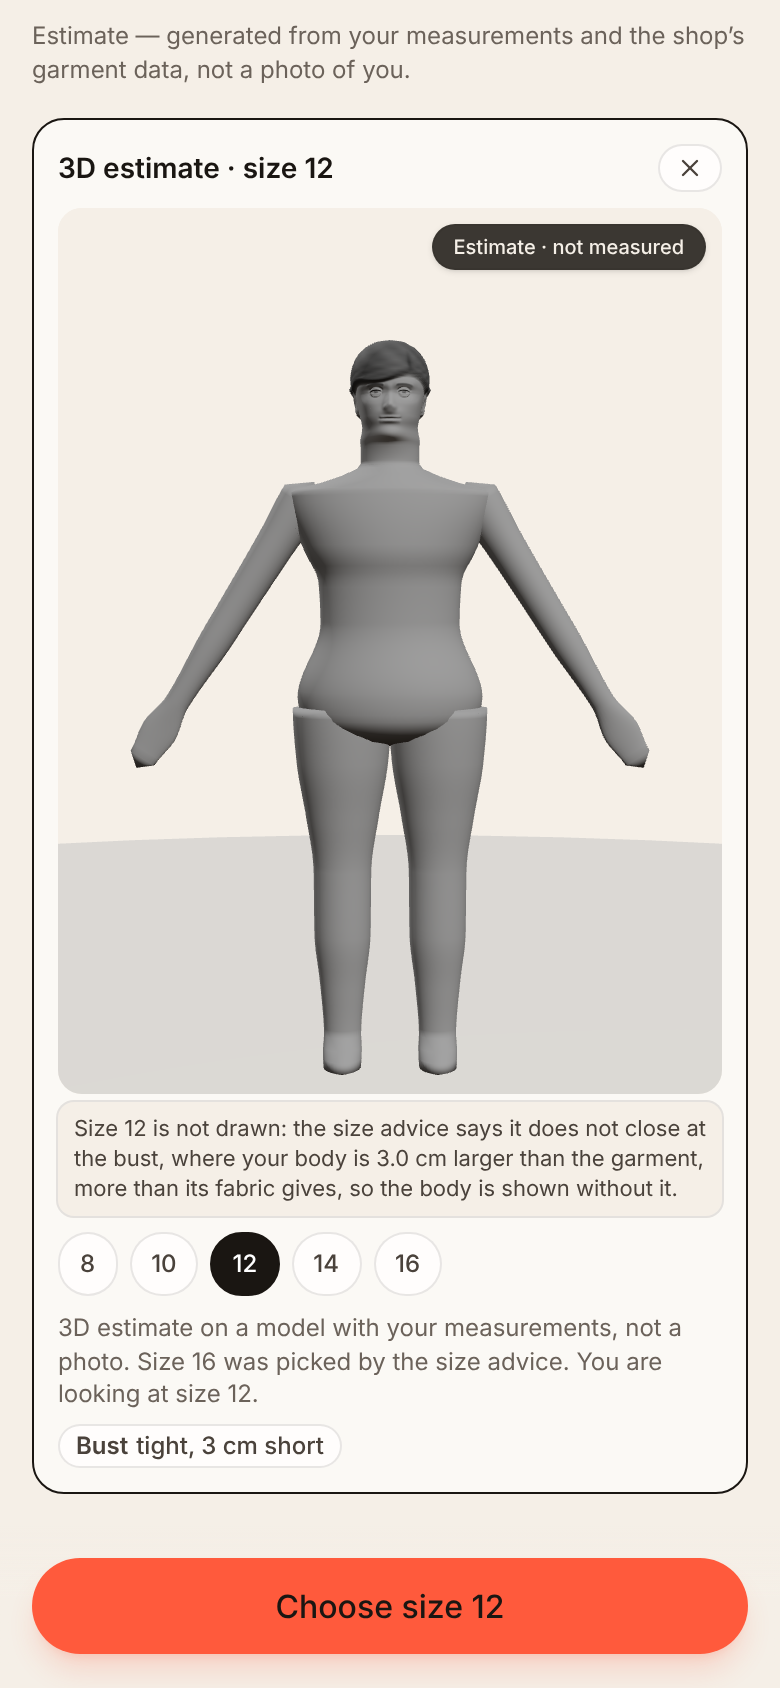 Estimate — generated from your measurements and the shop’s
garment data, not a photo of you.
3D estimate · size 12
Estimate · not measured
Size 12 is not drawn: the size advice says it does not close at
the bust, where your body is 3.0 cm larger than the garment,
more than its fabric gives, so the body is shown without it.
8 10 12 14 16
3D estimate on a model with your measurements, not a
photo. Size 16 was picked by the size advice. You are
looking at size 12.
Bust tight, 3 cm short
Choose size 12